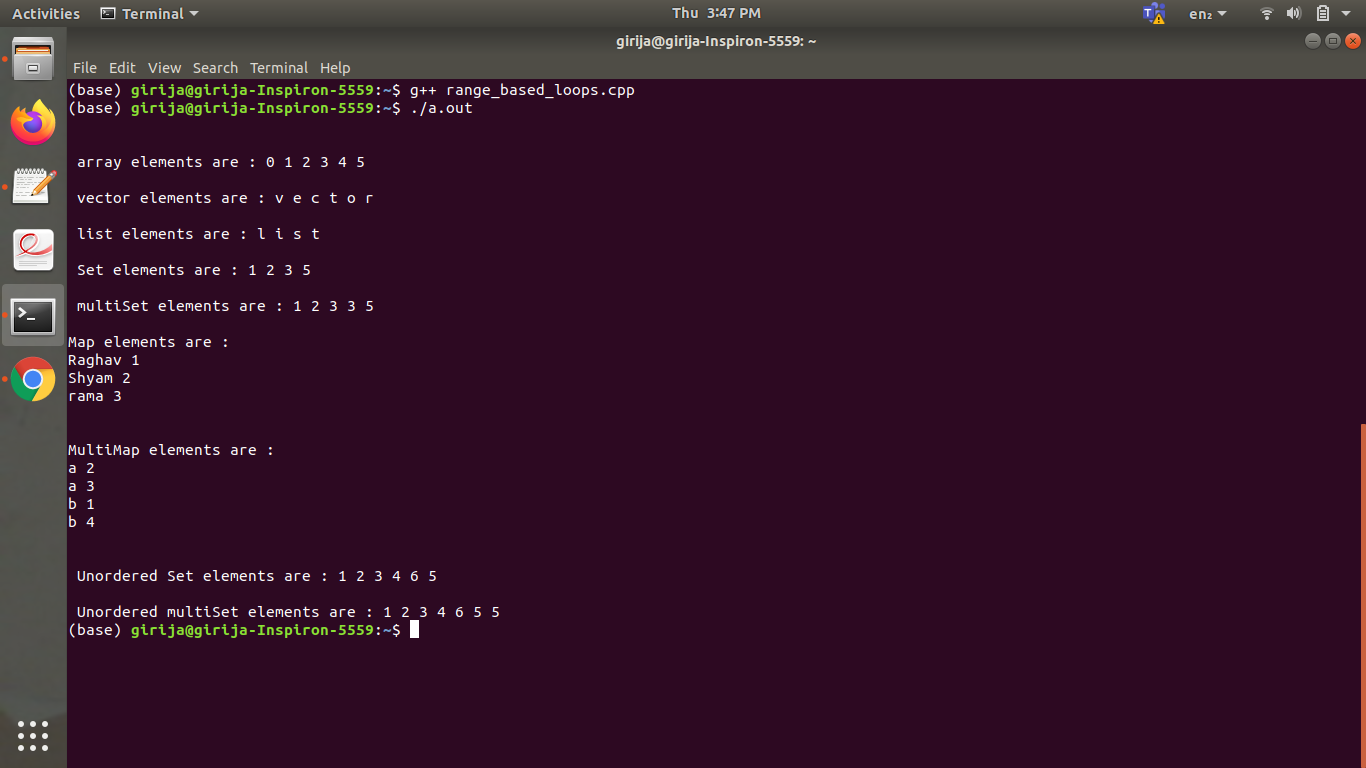 Activities Terminal Thu 3:47 PM en₂
girija@girija-Inspiron-5559: ~
File Edit View Search Terminal Help
(base) girija@girija-Inspiron-5559:~$ g++ range_based_loops.cpp
(base) girija@girija-Inspiron-5559:~$ ./a.out
array elements are : 0 1 2 3 4 5
vector elements are : v e c t o r
list elements are : l i s t
Set elements are : 1 2 3 5
multiSet elements are : 1 2 3 3 5
Map elements are :
Raghav 1
Shyam 2
rama 3
MultiMap elements are :
a 2
a 3
b 1
b 4
Unordered Set elements are : 1 2 3 4 6 5
Unordered multiSet elements are : 1 2 3 4 6 5 5
(base) girija@girija-Inspiron-5559:~$